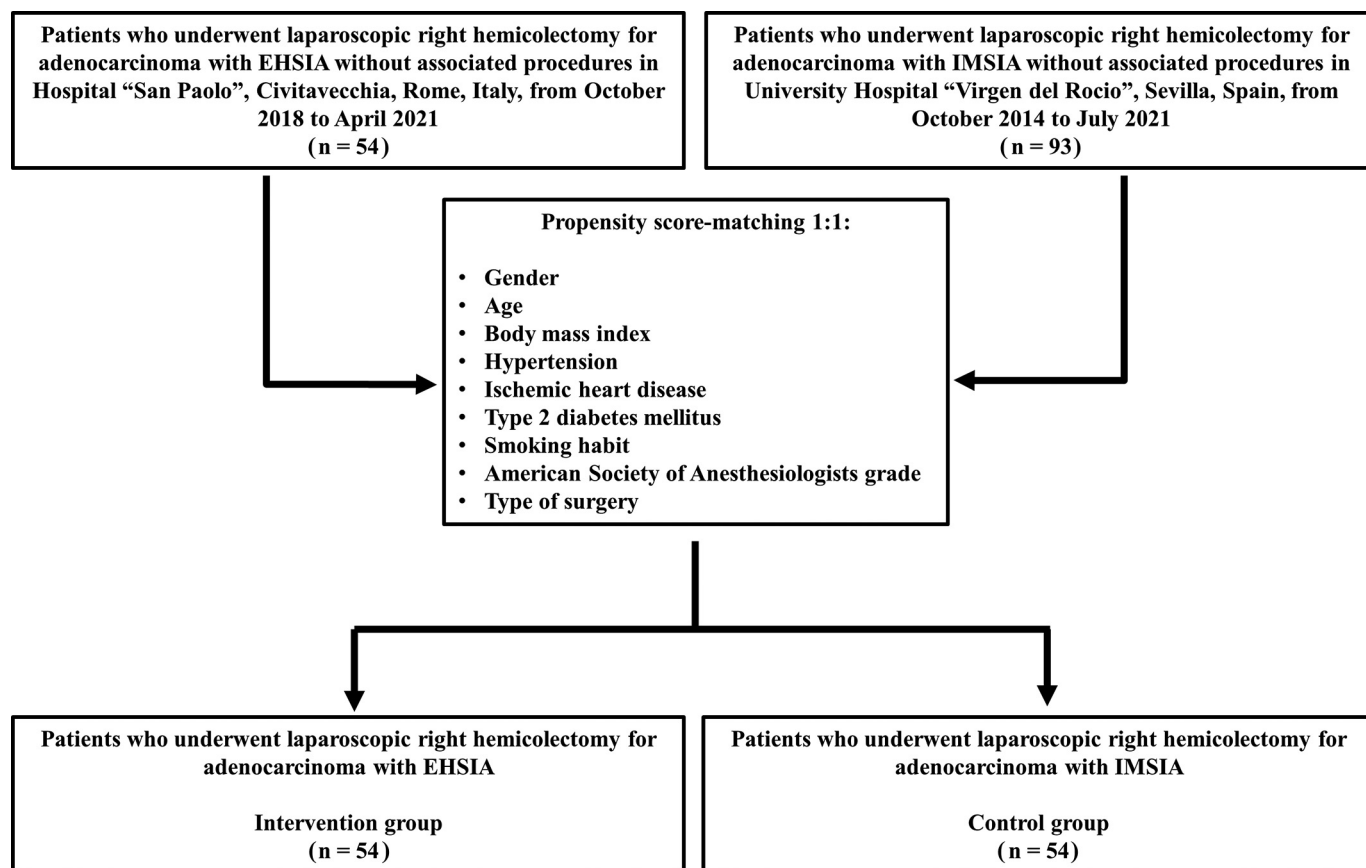 Patients who underwent laparoscopic right hemicolectomy for
adenocarcinoma with EHSIA without associated procedures in
Hospital “San Paolo”, Civitavecchia, Rome, Italy, from October
2018 to April 2021
(n = 54)
Patients who underwent laparoscopic right hemicolectomy for
adenocarcinoma with IMSIA without associated procedures in
University Hospital “Virgen del Rocio”, Sevilla, Spain, from
October 2014 to July 2021
(n = 93)
Propensity score-matching 1:1:
• Gender
• Age
• Body mass index
• Hypertension
• Ischemic heart disease
• Type 2 diabetes mellitus
• Smoking habit
• American Society of Anesthesiologists grade
• Type of surgery
Patients who underwent laparoscopic right hemicolectomy for
adenocarcinoma with EHSIA
Intervention group
(n = 54)
Patients who underwent laparoscopic right hemicolectomy for
adenocarcinoma with IMSIA
Control group
(n = 54)